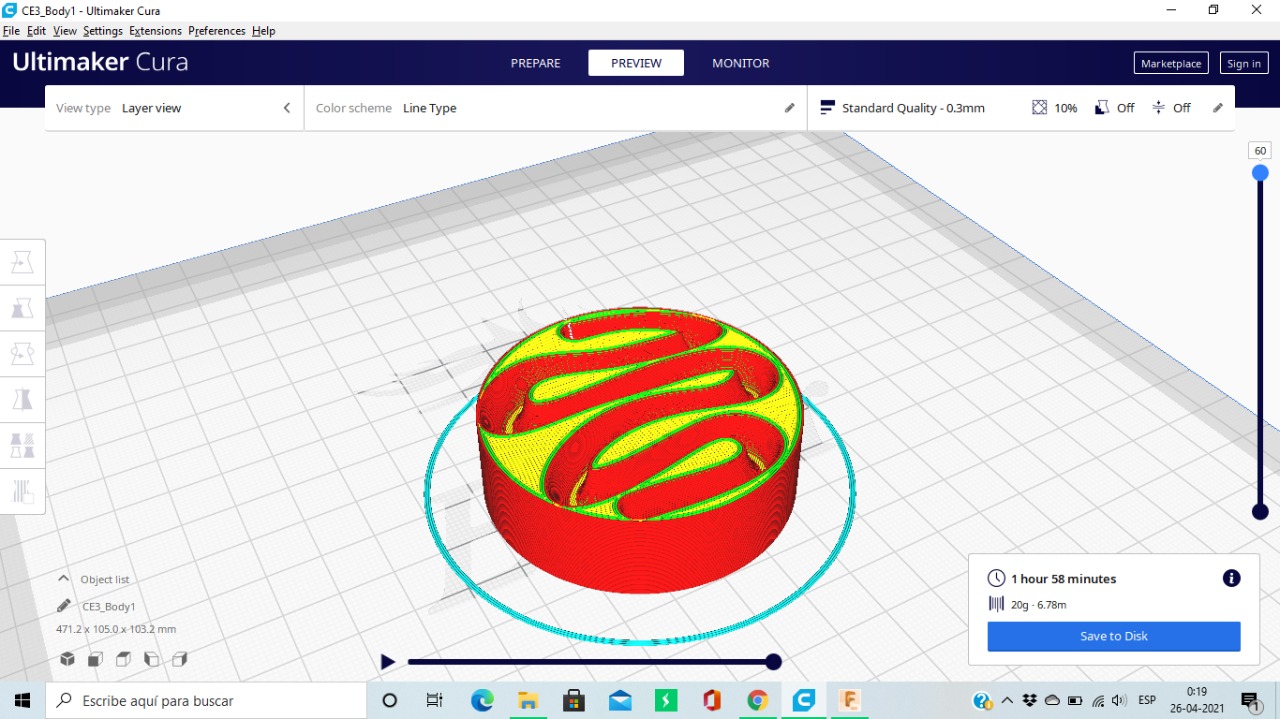 CE3_Body1 - Ultimaker Cura
File Edit View Settings Extensions Preferences Help
Ultimaker Cura
PREPARE PREVIEW MONITOR
Marketplace Sign in
View type Layer view
Color scheme Line Type
Standard Quality - 0.3mm 10% Off Off
60
Object list
CE3_Body1
471.2 x 105.0 x 103.2 mm
1 hour 58 minutes
20g · 6.78m
Save to Disk
Escribe aquí para buscar
ESP
0:19
26-04-2021
1